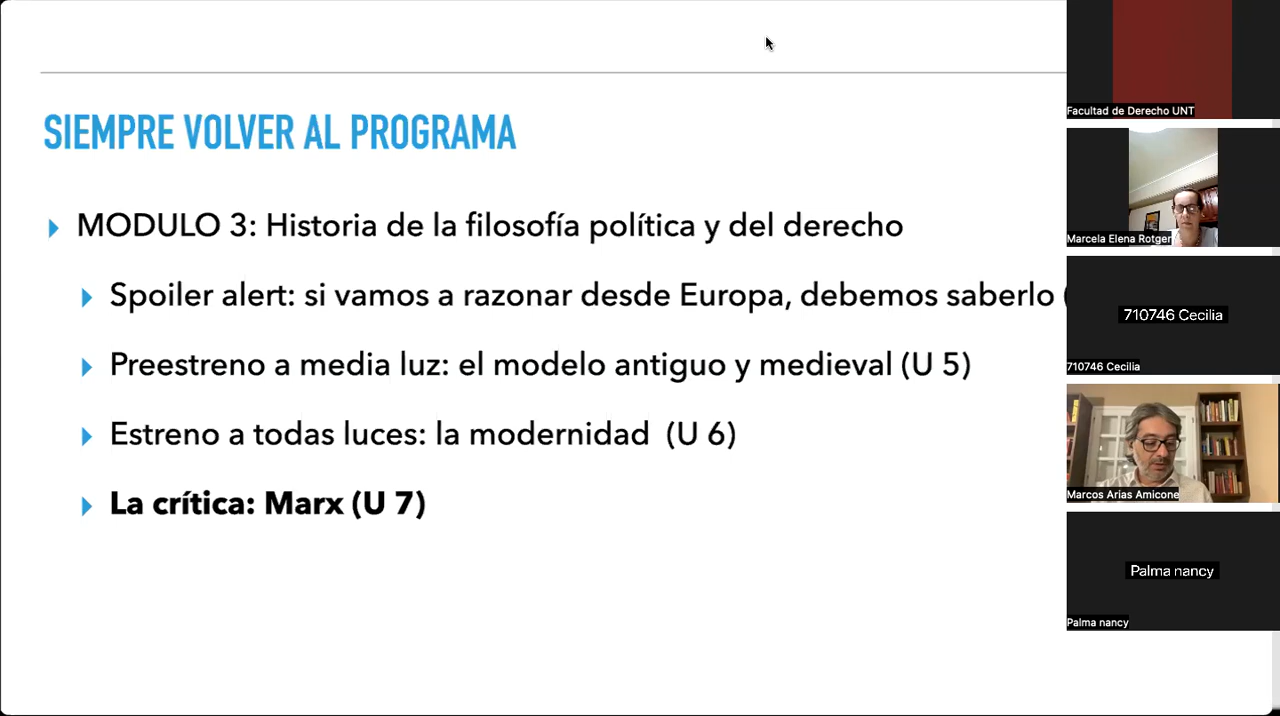 SIEMPRE VOLVER AL PROGRAMA
MODULO 3: Historia de la filosofía política y del derecho
Spoiler alert: si vamos a razonar desde Europa, debemos saberlo (
Preestreno a media luz: el modelo antiguo y medieval (U 5)
Estreno a todas luces: la modernidad (U 6)
La crítica: Marx (U 7)
Facultad de Derecho UNT
Marcela Elena Rotger
710746 Cecilia
710746 Cecilia
Marcos Arias Amicone
Palma nancy
Palma nancy